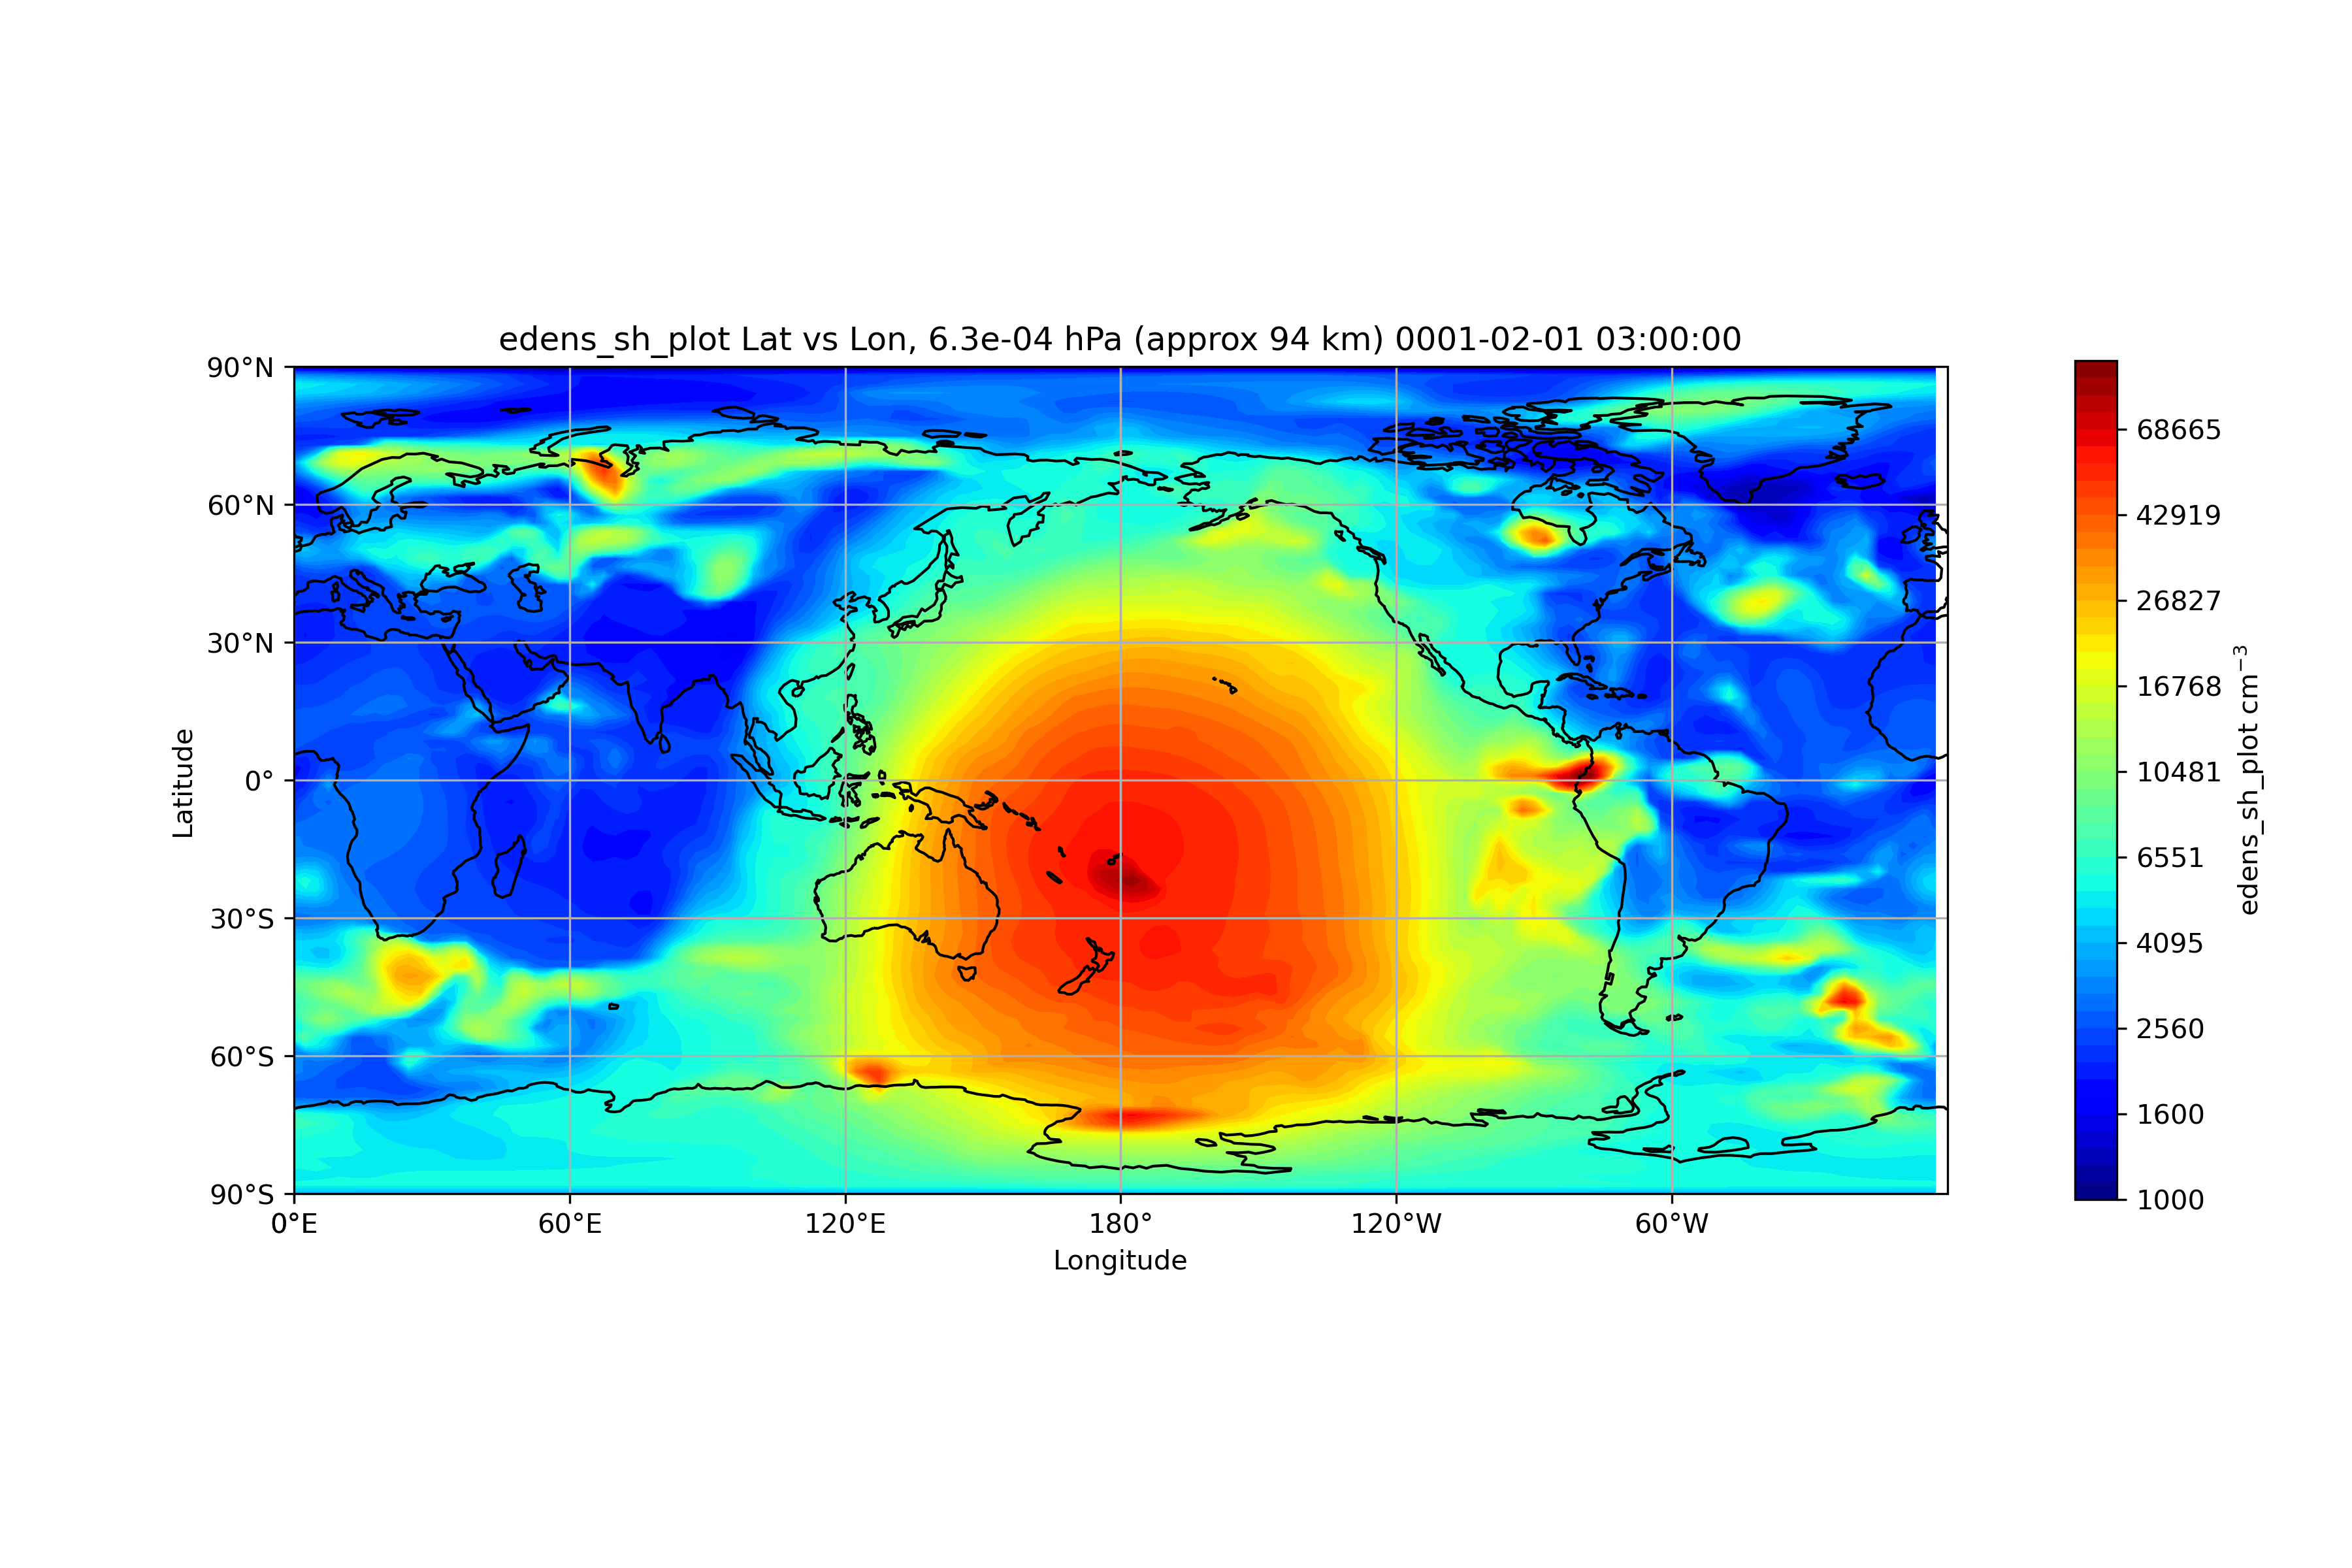 edens_sh_plot Lat vs Lon, 6.3e-04 hPa (approx 94 km) 0001-02-01 03:00:00
90°N
60°N
30°N
0°
30°S
60°S
90°S
Latitude
0°E
60°E
120°E
180°
120°W
60°W
Longitude
68665
42919
26827
16768
10481
6551
4095
2560
1600
1000
edens_sh_plot cm⁻³